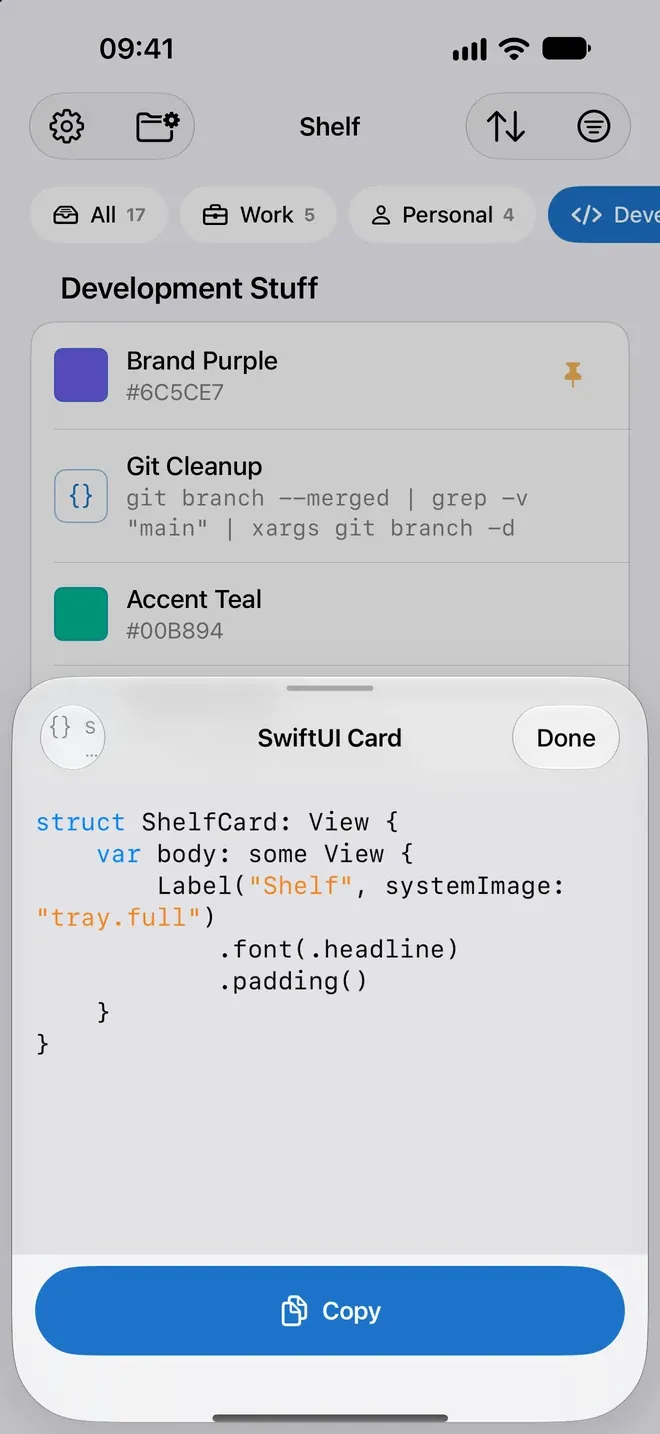 09:41
Shelf
All 17
Work 5
Personal 4
</> Deve
Development Stuff
Brand Purple
#6C5CE7
{}
Git Cleanup
git branch --merged | grep -v
"main" | xargs git branch -d
Accent Teal
#00B894
{} S
...
SwiftUI Card
Done
struct ShelfCard: View {
    var body: some View {
        Label("Shelf", systemImage:
"tray.full")
            .font(.headline)
            .padding()
    }
}
Copy